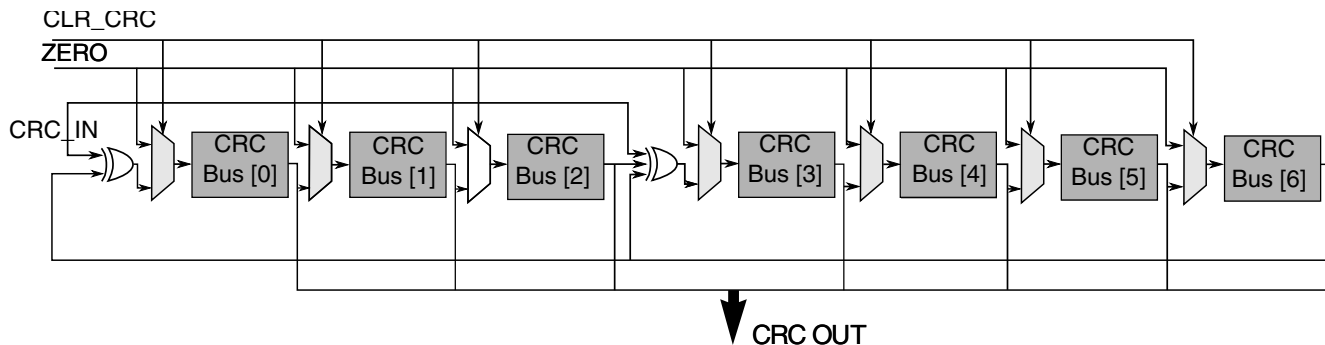 CLR_CRC
ZERO
CRC_IN
CRC
Bus [0]
CRC
Bus [1]
CRC
Bus [2]
CRC
Bus [3]
CRC
Bus [4]
CRC
Bus [5]
CRC
Bus [6]
CRC OUT